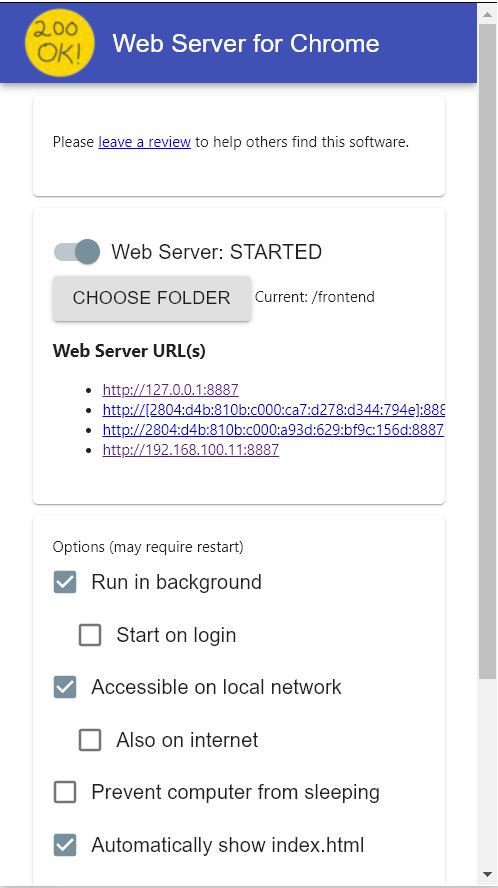 200
OK!
Web Server for Chrome
Please leave a review to help others find this software.
Web Server: STARTED
CHOOSE FOLDER Current: /frontend
Web Server URL(s)
http://127.0.0.1:8887
http://[2804:d4b:810b:c000:ca7:d278:d344:794e]:888
http://2804:d4b:810b:c000:a93d:629:bf9c:156d:8887
http://192.168.100.11:8887
Options (may require restart)
Run in background
Start on login
Accessible on local network
Also on internet
Prevent computer from sleeping
Automatically show index.html